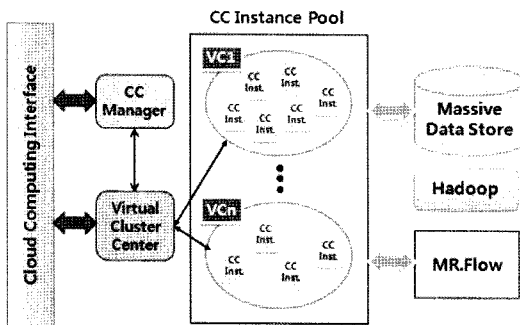 CC Instance Pool
Cloud Computing Interface
CC
Manager
Virtual
Cluster
Center
VC1
CC
Inst.
CC
Inst.
CC
Inst.
CC
Inst.
CC
Inst.
CC
Inst.
CC
Inst.
VCn
CC
Inst.
CC
Inst.
CC
Inst.
CC
Inst.
Massive
Data Store
Hadoop
MR.Flow